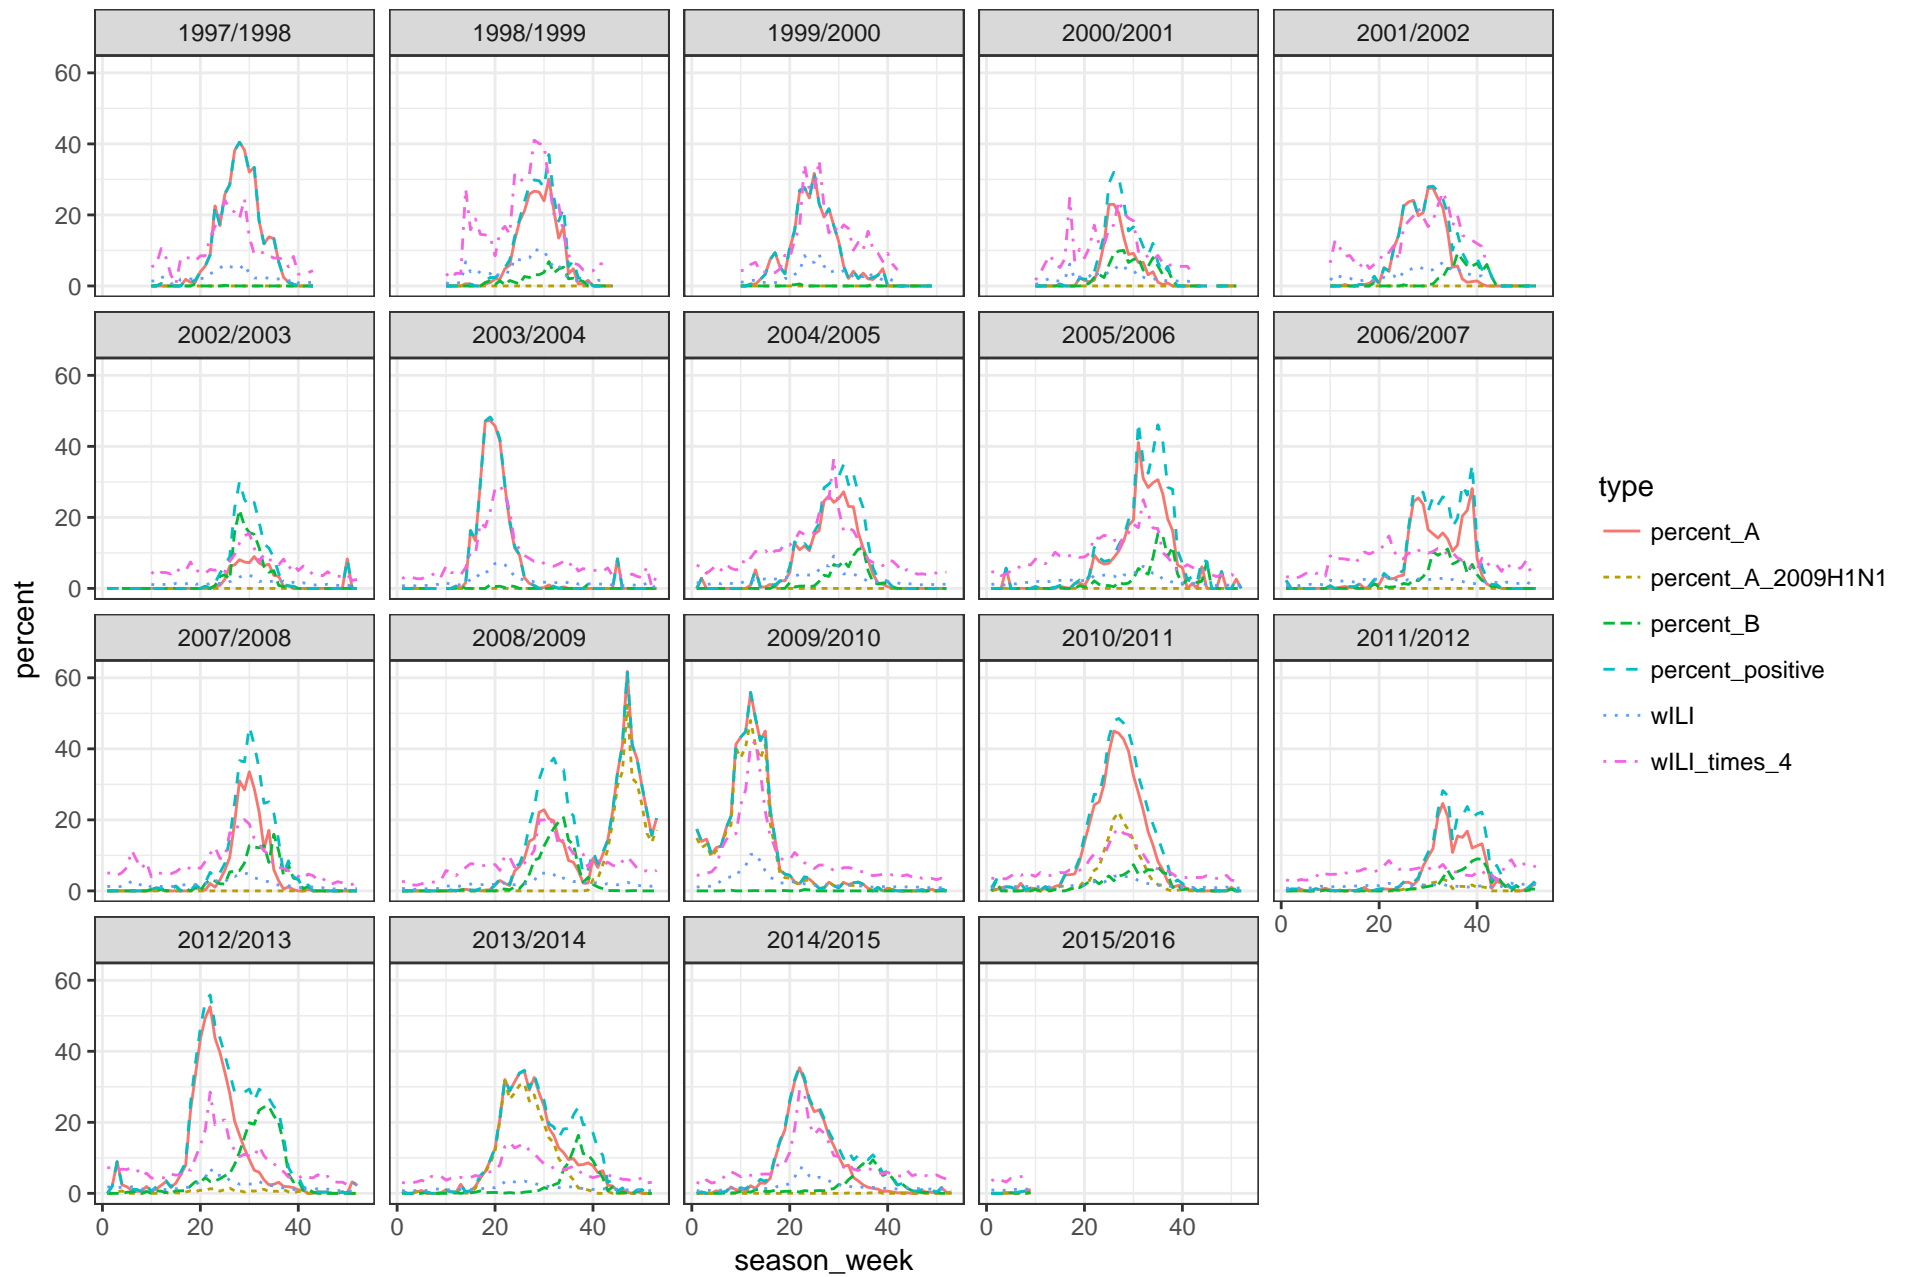 1997/1998 1998/1999 1999/2000 2000/2001 2001/2002
60
40
20
0
2002/2003 2003/2004 2004/2005 2005/2006 2006/2007
60
40
20
0
2007/2008 2008/2009 2009/2010 2010/2011 2011/2012
60
40
20
0
0 20 40
2012/2013 2013/2014 2014/2015 2015/2016
60
40
20
0
0 20 40 0 20 40 0 20 40 0 20 40
season_week
percent
type
percent_A
percent_A_2009H1N1
percent_B
percent_positive
wILI
wILI_times_4